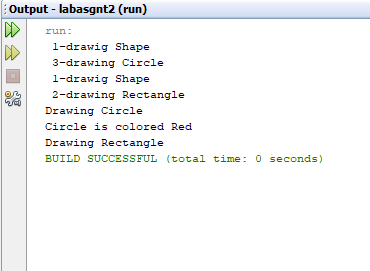 Output - labasgnt2 (run)
run:
1-drawig Shape
3-drawing Circle
1-drawig Shape
2-drawing Rectangle
Drawing Circle
Circle is colored Red
Drawing Rectangle
BUILD SUCCESSFUL (total time: 0 seconds)